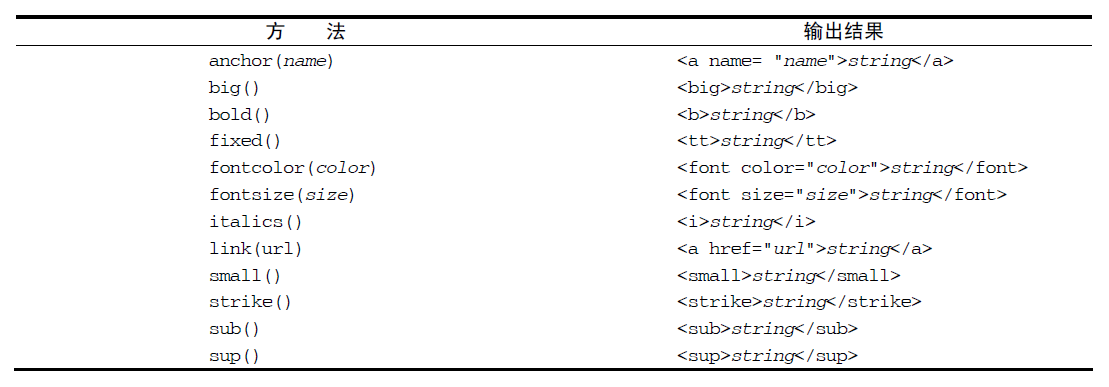 方 法 输出结果
anchor(name) <a name= "name">string</a>
big() <big>string</big>
bold() <b>string</b>
fixed() <tt>string</tt>
fontcolor(color) <font color="color">string</font>
fontsize(size) <font size="size">string</font>
italics() <i>string</i>
link(url) <a href="url">string</a>
small() <small>string</small>
strike() <strike>string</strike>
sub() <sub>string</sub>
sup() <sup>string</sup>